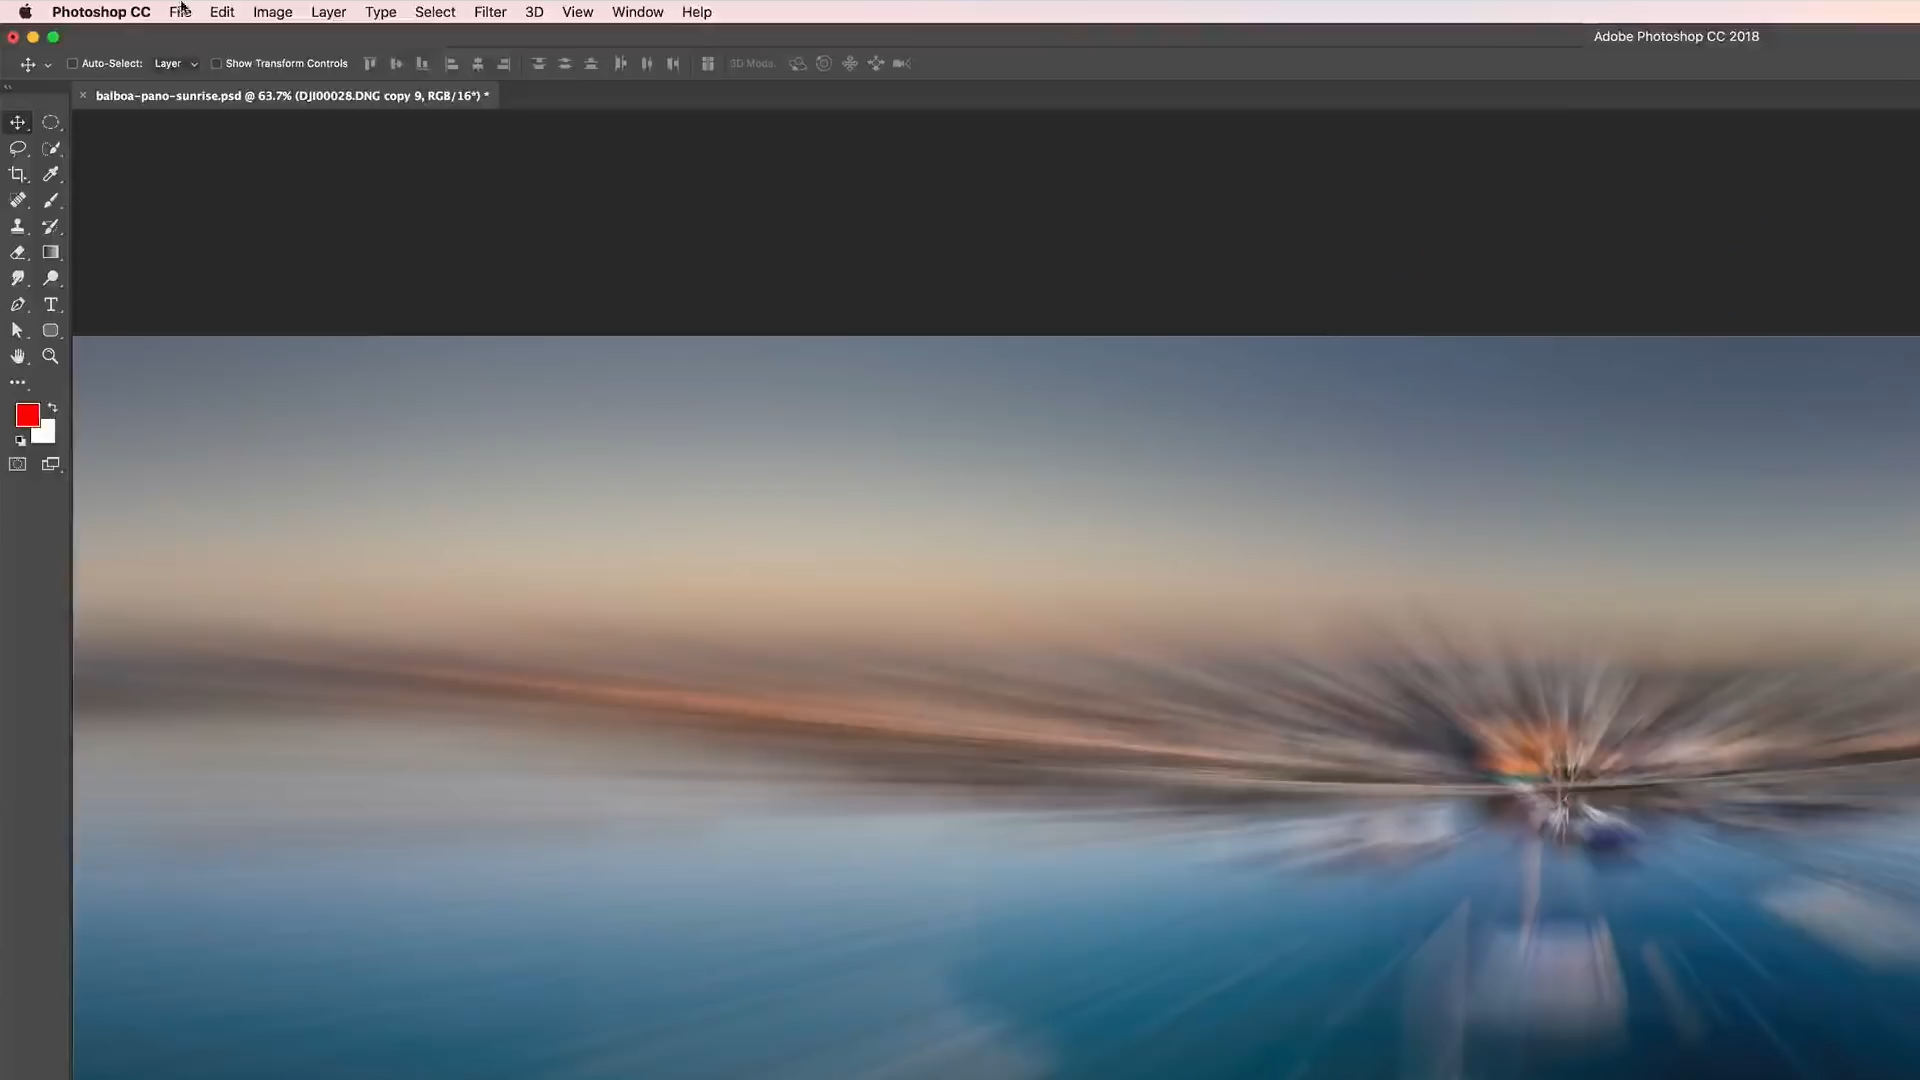 Photoshop CC File Edit Image Layer Type Select Filter 3D View Window Help
Adobe Photoshop CC 2018
Auto-Select: Layer Show Transform Controls 3D Mode:
balboa-pano-sunrise.psd @ 63.7% (DJI00028.DNG copy 9, RGB/16*) *
T